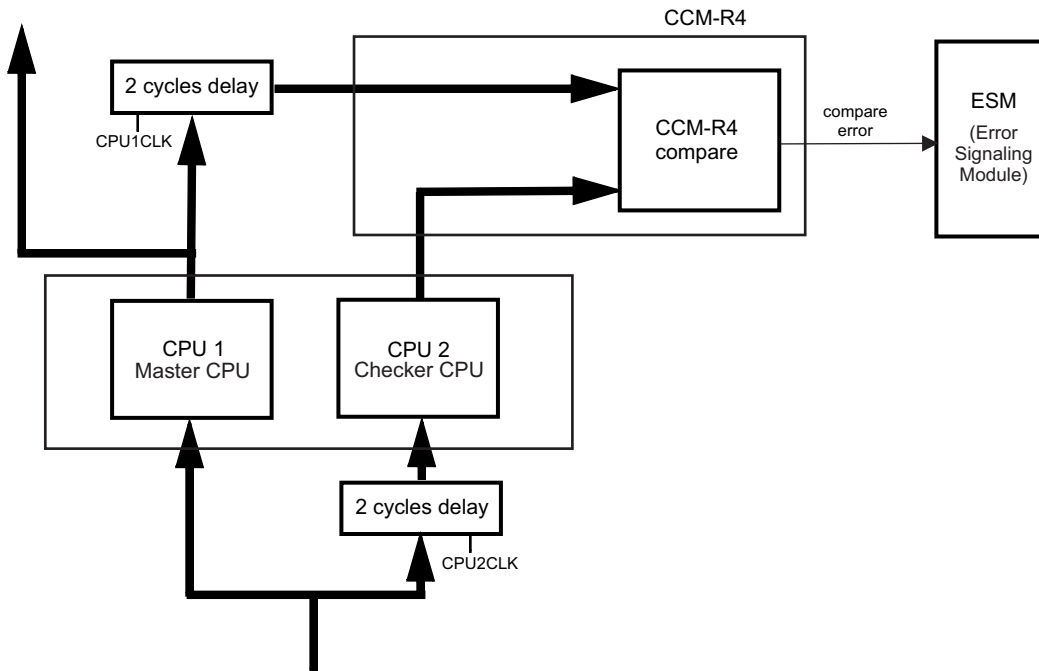 CCM-R4
2 cycles delay
CPU1CLK
CCM-R4
compare
compare
error
ESM
(Error
Signaling
Module)
CPU 1
Master CPU
CPU 2
Checker CPU
2 cycles delay
CPU2CLK